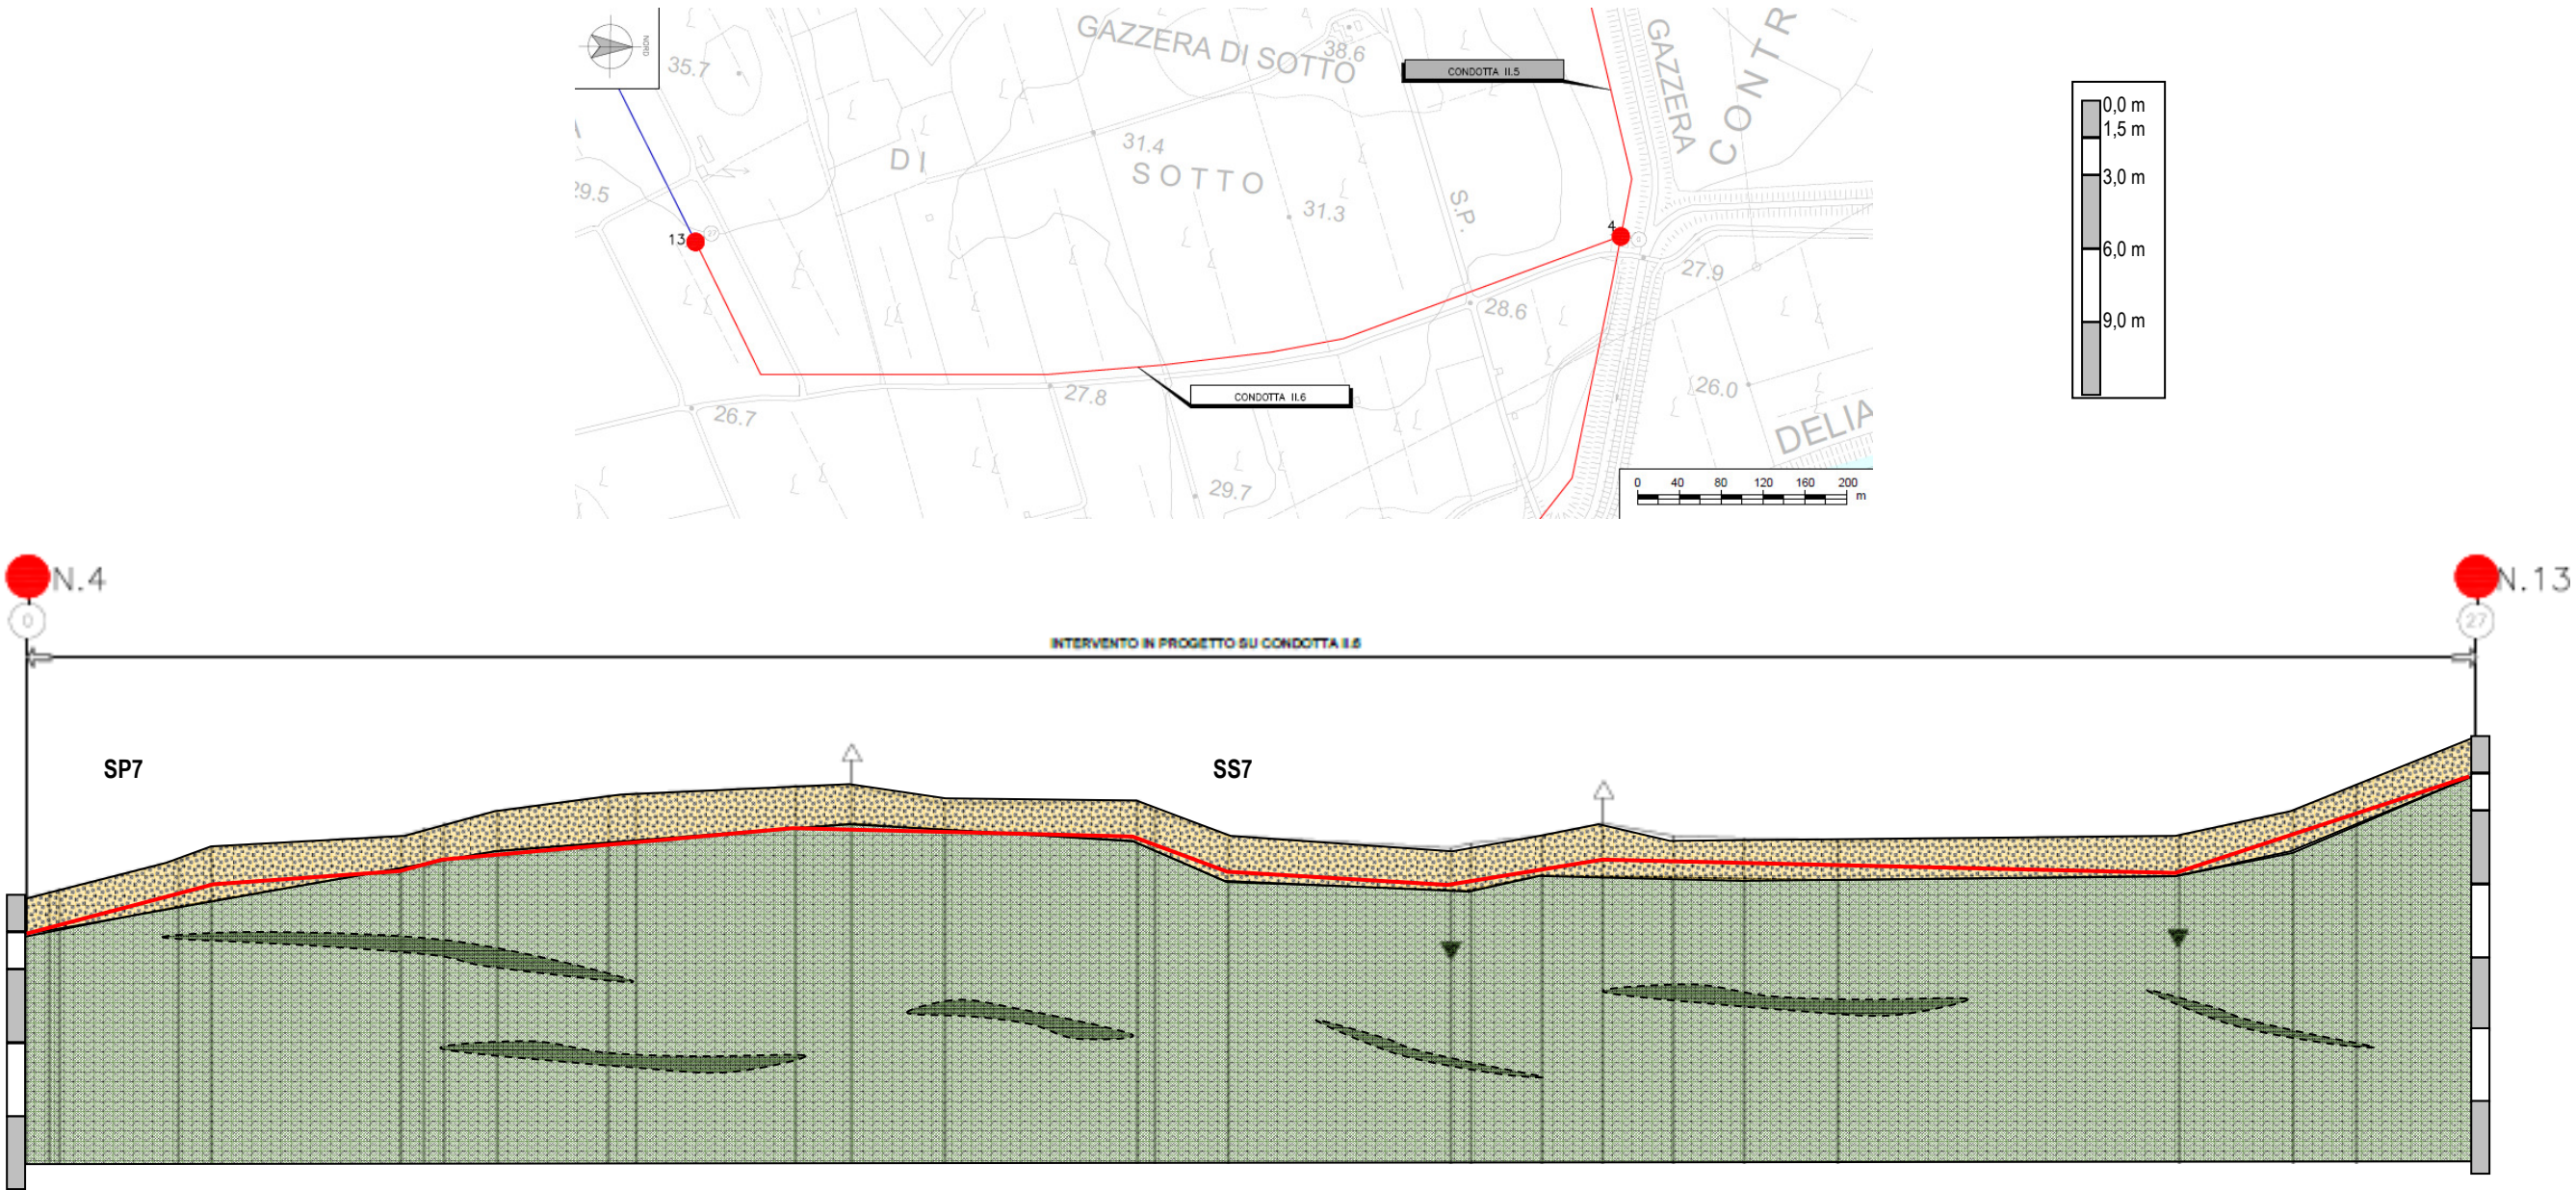 NORD
35.7
GAZZERA DI SOTTO
38.6
CONDOTTA II.5
GAZZERA
CONTR
0,0 m
1,5 m
3,0 m
6,0 m
9,0 m
31.4
DI
SOTTO
29.5
31.3
S.P.
13
27
4
27.9
28.6
27.8
CONDOTTA II.6
26.7
26.0
DELIA
29.7
0 40 80 120 160 200
m
N.4
N.13
0
27
INTERVENTO IN PROGETTO SU CONDOTTA II.6
SP7
SS7